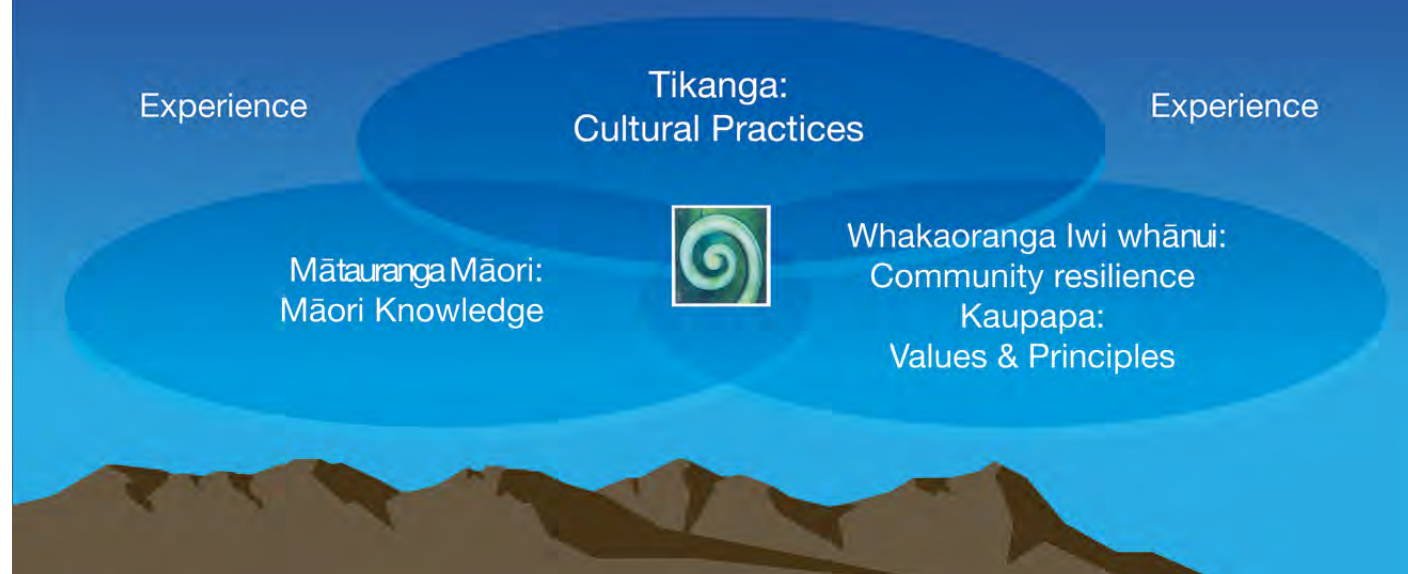 Experience
Tikanga:
Cultural Practices
Experience
Mātauranga Māori:
Māori Knowledge
Whakaoranga Iwi whānui:
Community resilience
Kaupapa:
Values & Principles